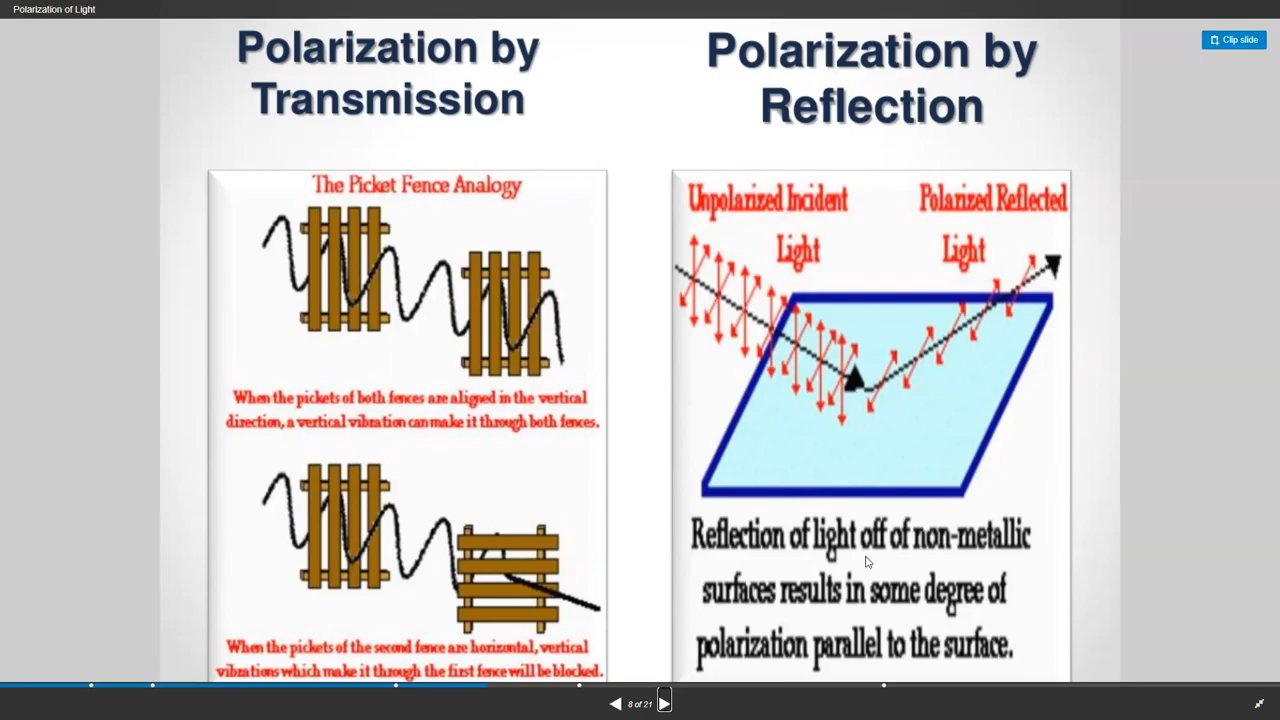 Polarization of Light
Clip slide
Polarization by
Transmission
The Picket Fence Analogy
When the pickets of both fences are aligned in the vertical
direction, a vertical vibration can make it through both fences.
When the pickets of the second fence are horizontal, vertical
vibrations which make it through the first fence will be blocked.
Polarization by
Reflection
Unpolarized Incident
Light
Polarized Reflected
Light
Reflection of light off of non-metallic
surfaces results in some degree of
polarization parallel to the surface.
8 of 21